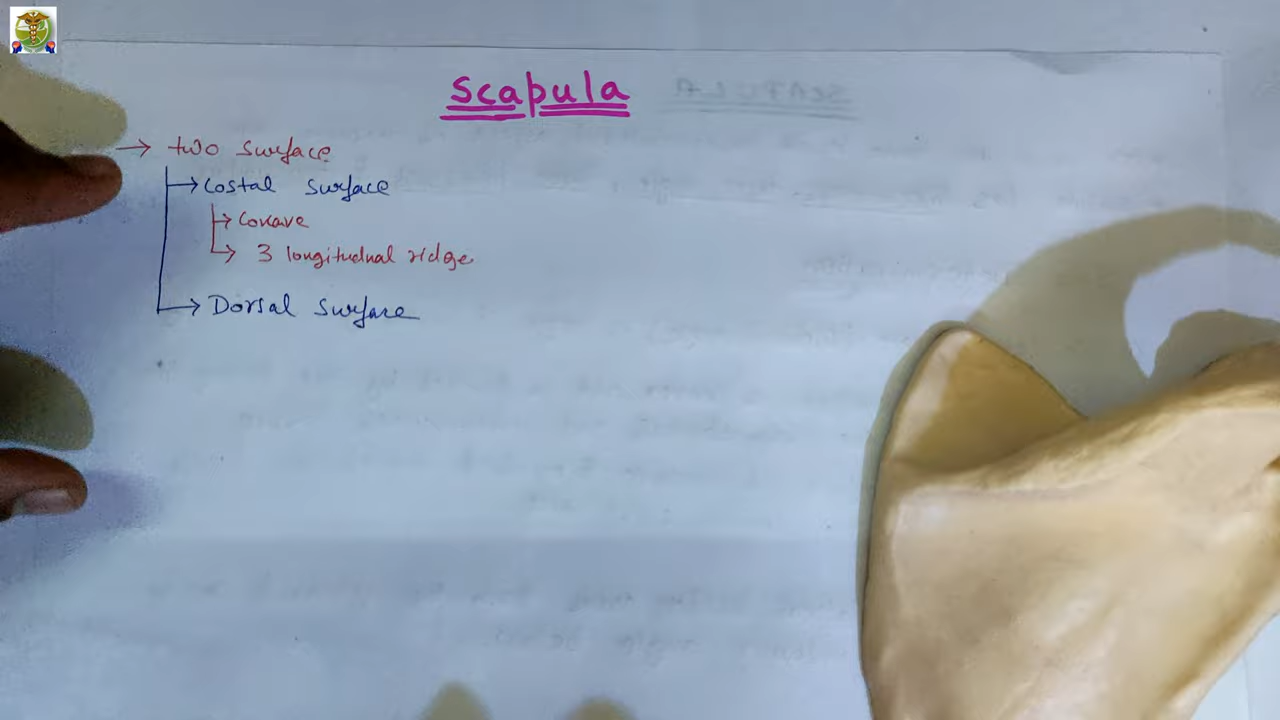 Scapula
→ two surface
→ Costal surface
→ Concave
→ 3 longitudnal ridge
→ Dorsal surface